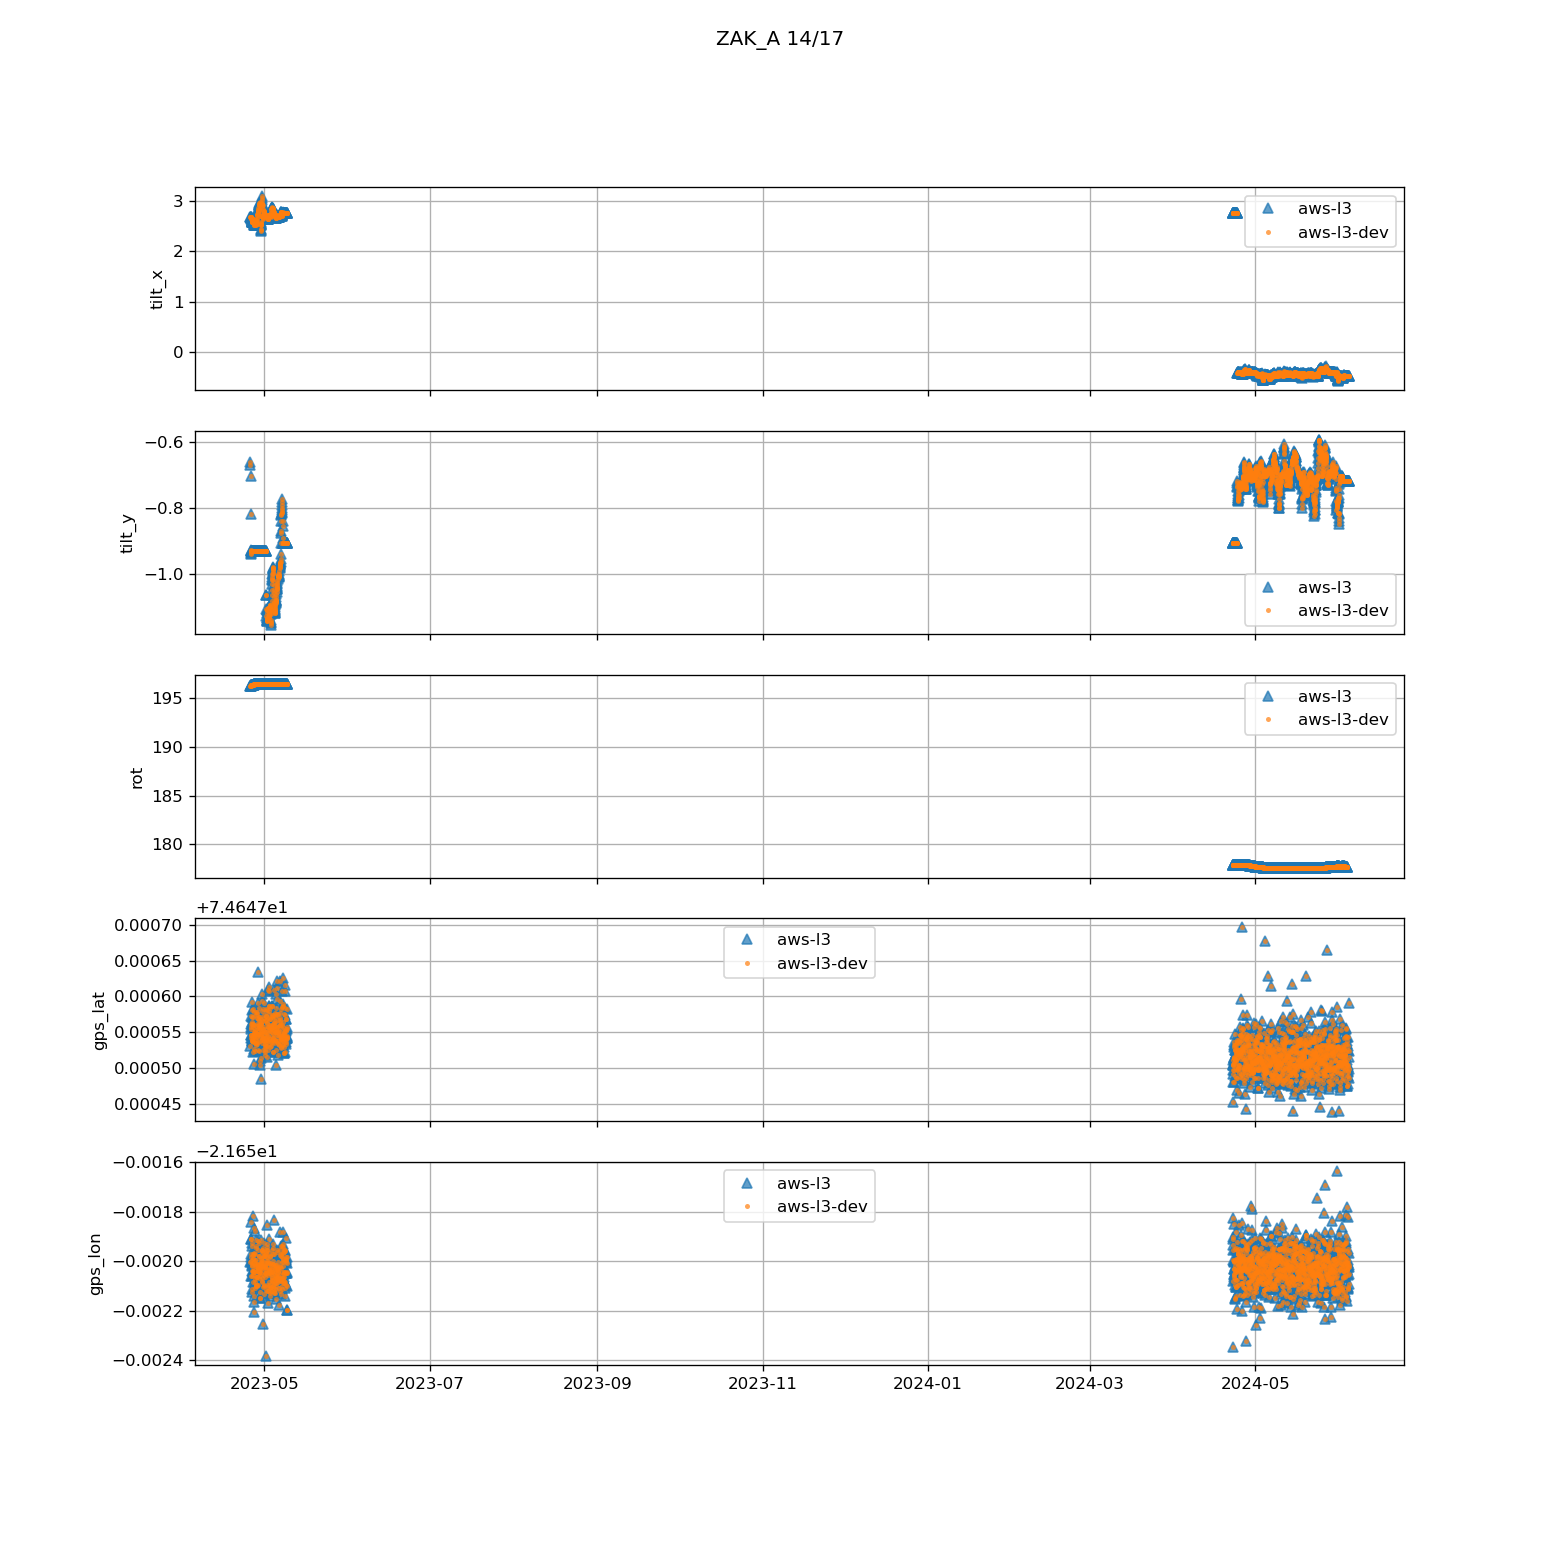 ZAK_A 14/17
3
2
1
0
tilt_x
aws-l3
aws-l3-dev
−0.6
−0.8
−1.0
tilt_y
aws-l3
aws-l3-dev
195
190
185
180
rot
aws-l3
aws-l3-dev
+7.4647e1
0.00070
0.00065
0.00060
0.00055
0.00050
0.00045
gps_lat
aws-l3
aws-l3-dev
−2.165e1
−0.0016
−0.0018
−0.0020
−0.0022
−0.0024
gps_lon
aws-l3
aws-l3-dev
2023-05 2023-07 2023-09 2023-11 2024-01 2024-03 2024-05